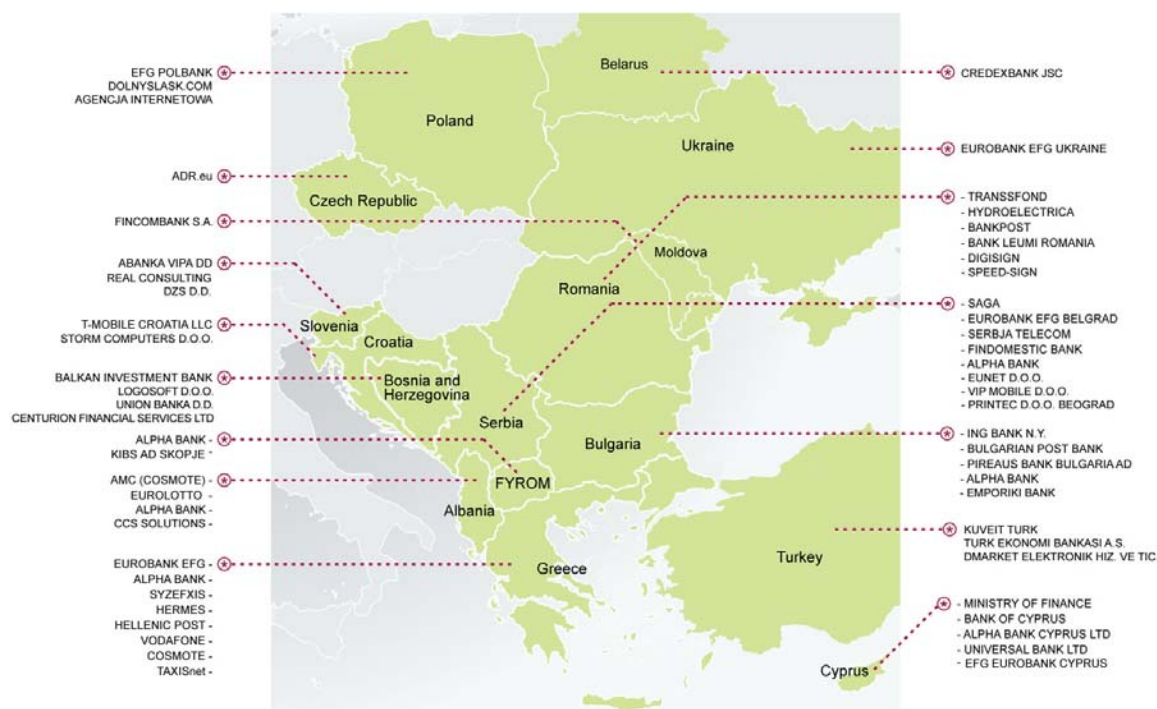 EFG POLBANK
DOLNYSLASK.COM
AGENCJA INTERNETOWA
ADR.eu
FINCOMBANK S.A.
ABANKA VIPA DD
REAL CONSULTING
DZS D.D.
T-MOBILE CROATIA LLC
STORM COMPUTERS D.O.O.
BALKAN INVESTMENT BANK
LOGOSOFT D.O.O.
UNION BANKA D.D.
CENTURION FINANCIAL SERVICES LTD
ALPHA BANK -
KIBS AD SKOPJE -
AMC (COSMOTE) -
EUROLOTTO -
ALPHA BANK -
CCS SOLUTIONS -
EUROBANK EFG -
ALPHA BANK -
SYZEFXIS -
HERMES -
HELLENIC POST -
VODAFONE -
COSMOTE -
TAXISnet -
Belarus
Poland
Ukraine
Czech Republic
Moldova
Romania
Slovenia
Croatia
Bosnia and
Herzegovina
Serbia
Bulgaria
FYROM
Albania
Greece
Turkey
Cyprus
CREDEXBANK JSC
EUROBANK EFG UKRAINE
- TRANSSFOND
- HYDROELECTRICA
- BANKPOST
- BANK LEUMI ROMANIA
- DIGISIGN
- SPEED-SIGN
- SAGA
- EUROBANK EFG BELGRAD
- SERBJA TELECOM
- FINDOMESTIC BANK
- ALPHA BANK
- EUNET D.O.O.
- VIP MOBILE D.O.O.
- PRINTEC D.O.O. BEOGRAD
- ING BANK N.Y.
- BULGARIAN POST BANK
- PIREAUS BANK BULGARIA AD
- ALPHA BANK
- EMPORIKI BANK
KUVEIT TURK
TURK EKONOMI BANKASI A.S.
DMARKET ELEKTRONIK HIZ. VE TIC
- MINISTRY OF FINANCE
- BANK OF CYPRUS
- ALPHA BANK CYPRUS LTD
- UNIVERSAL BANK LTD
- EFG EUROBANK CYPRUS